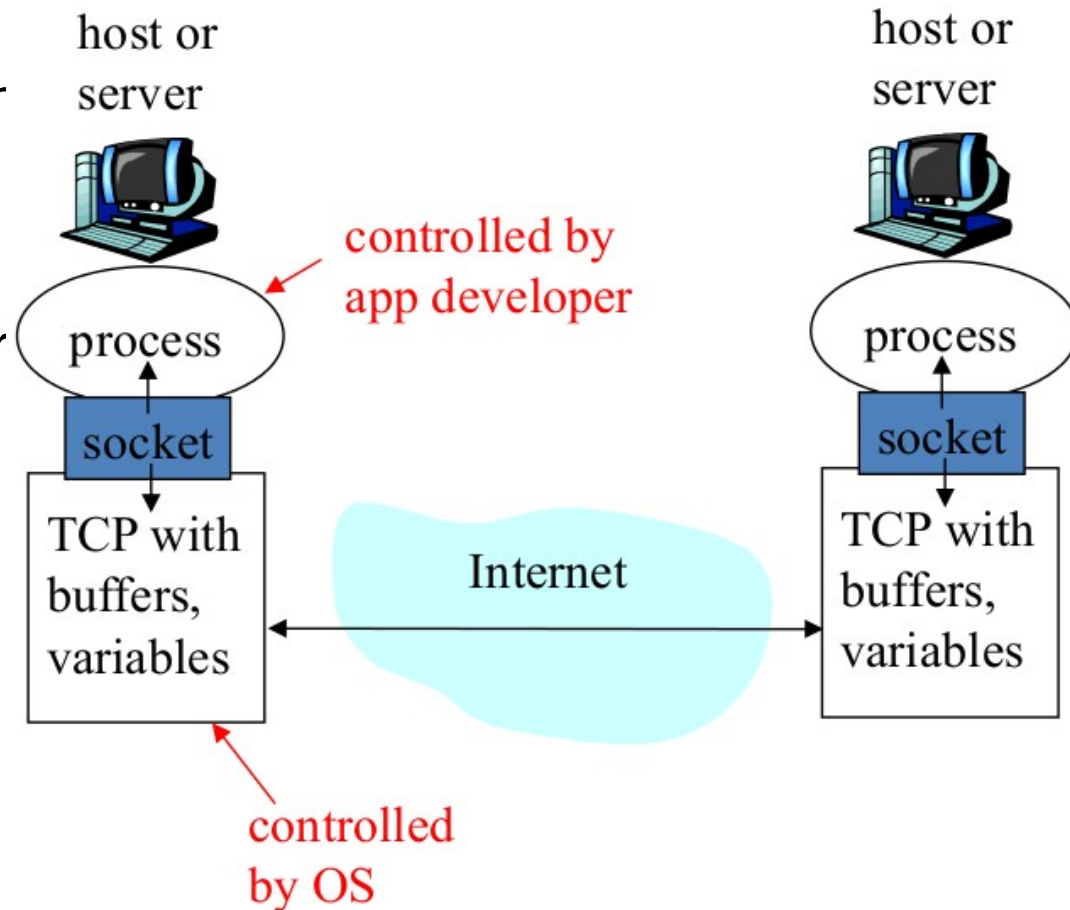 host or
server
host or
server
r
controlled by
app developer
r
process
process
socket
socket
TCP with
buffers,
variables
Internet
TCP with
buffers,
variables
controlled
by OS